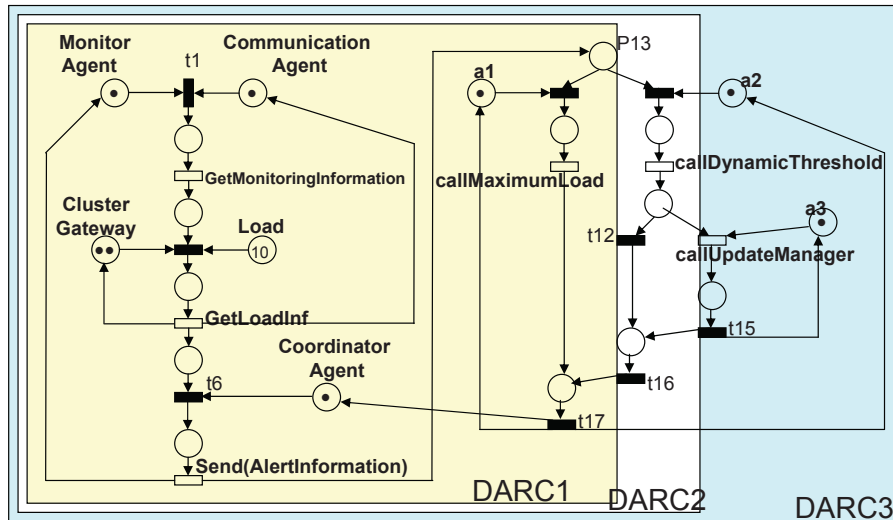 Monitor
Agent
t1
Communication
Agent
P13
a1
a2
GetMonitoringInformation
callMaximumLoad
callDynamicThreshold
Cluster
Gateway
Load
10
t12
a3
callUpdateManager
GetLoadInf
t15
Coordinator
Agent
t6
t16
t17
Send(AlertInformation)
DARC1
DARC2
DARC3